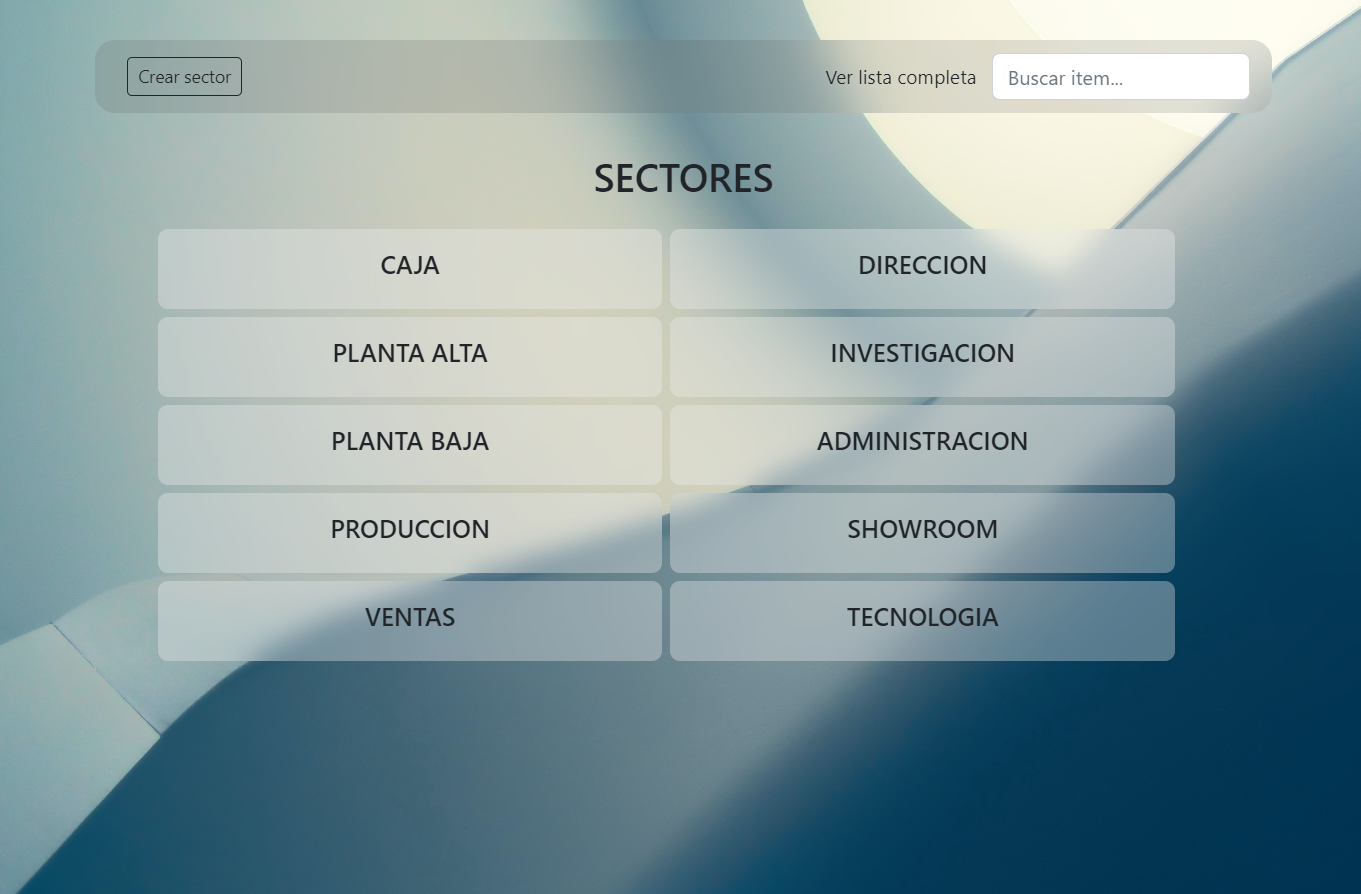 Crear sector
Ver lista completa
Buscar item...
SECTORES
CAJA
DIRECCION
PLANTA ALTA
INVESTIGACION
PLANTA BAJA
ADMINISTRACION
PRODUCCION
SHOWROOM
VENTAS
TECNOLOGIA